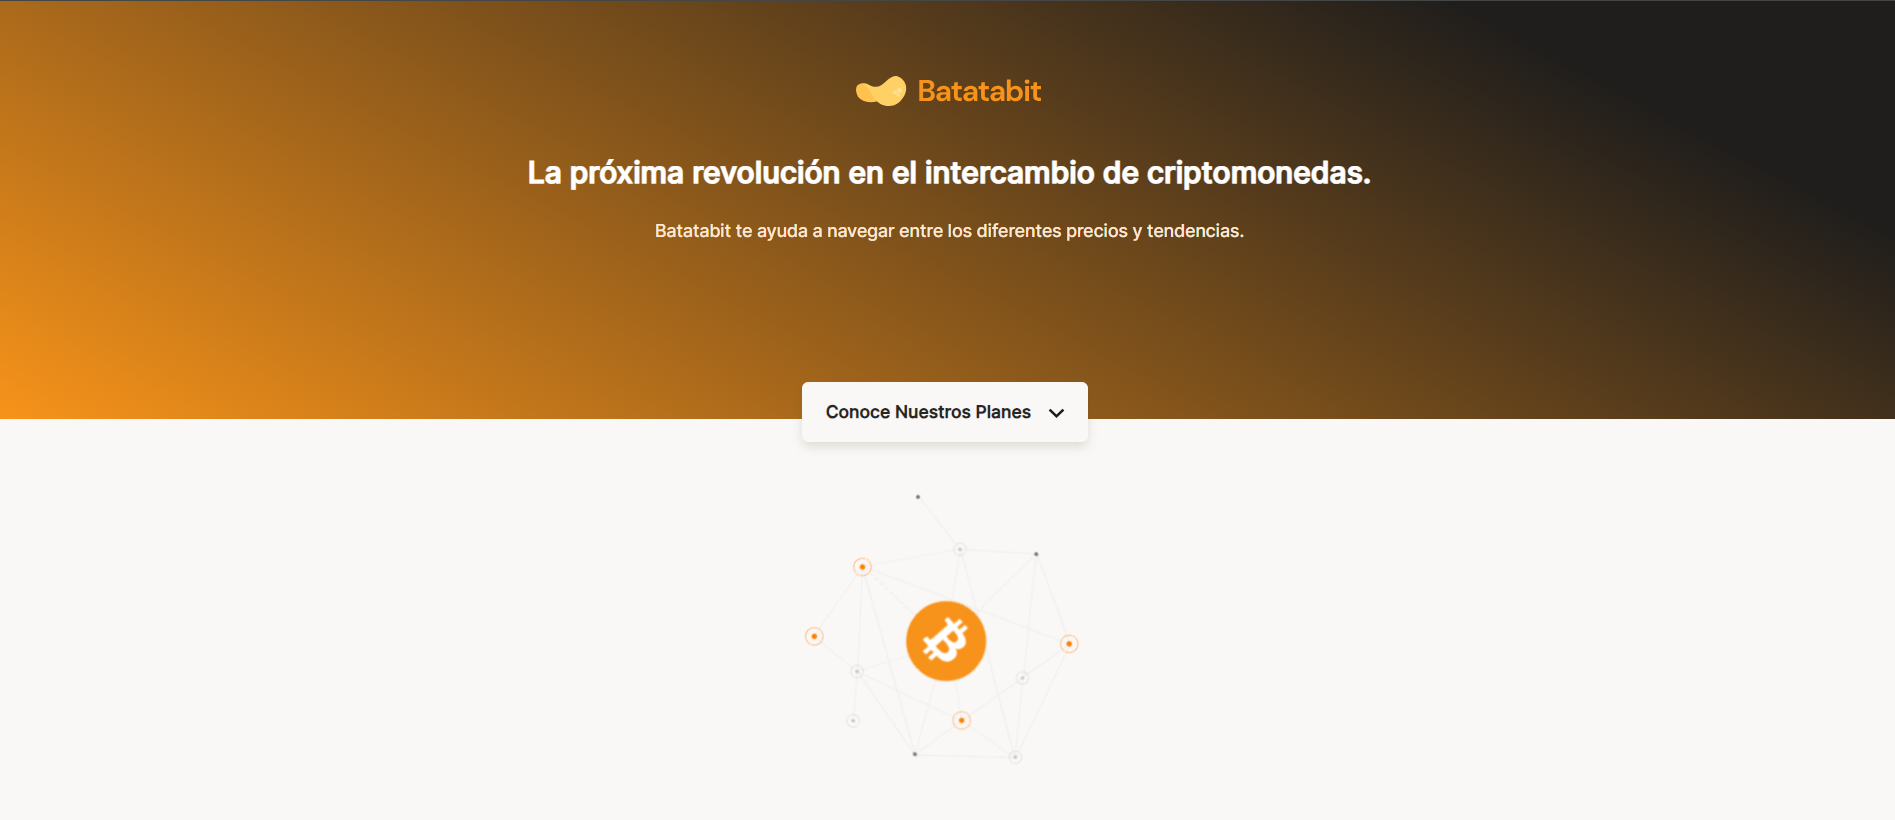 Batatabit
La próxima revolución en el intercambio de criptomonedas.
Batatabit te ayuda a navegar entre los diferentes precios y tendencias.
Conoce Nuestros Planes